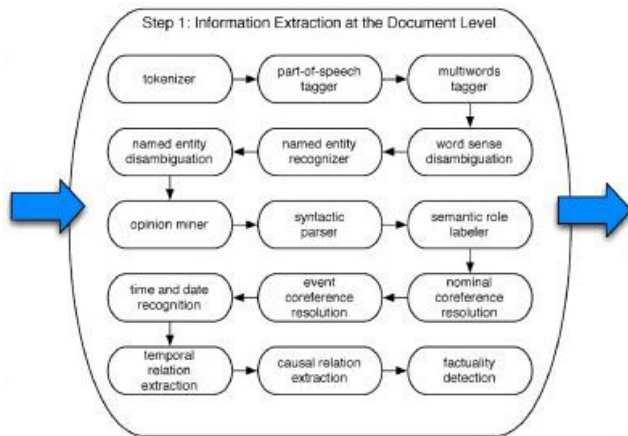 Step 1: Information Extraction at the Document Level
tokenizer
part-of-speech
tagger
multiwords
tagger
named entity
disambiguation
named entity
recognizer
word sense
disambiguation
opinion miner
syntactic
parser
semantic role
labeler
time and date
recognition
event
coreference
resolution
nominal
coreference
resolution
temporal
relation
extraction
causal relation
extraction
factuality
detection